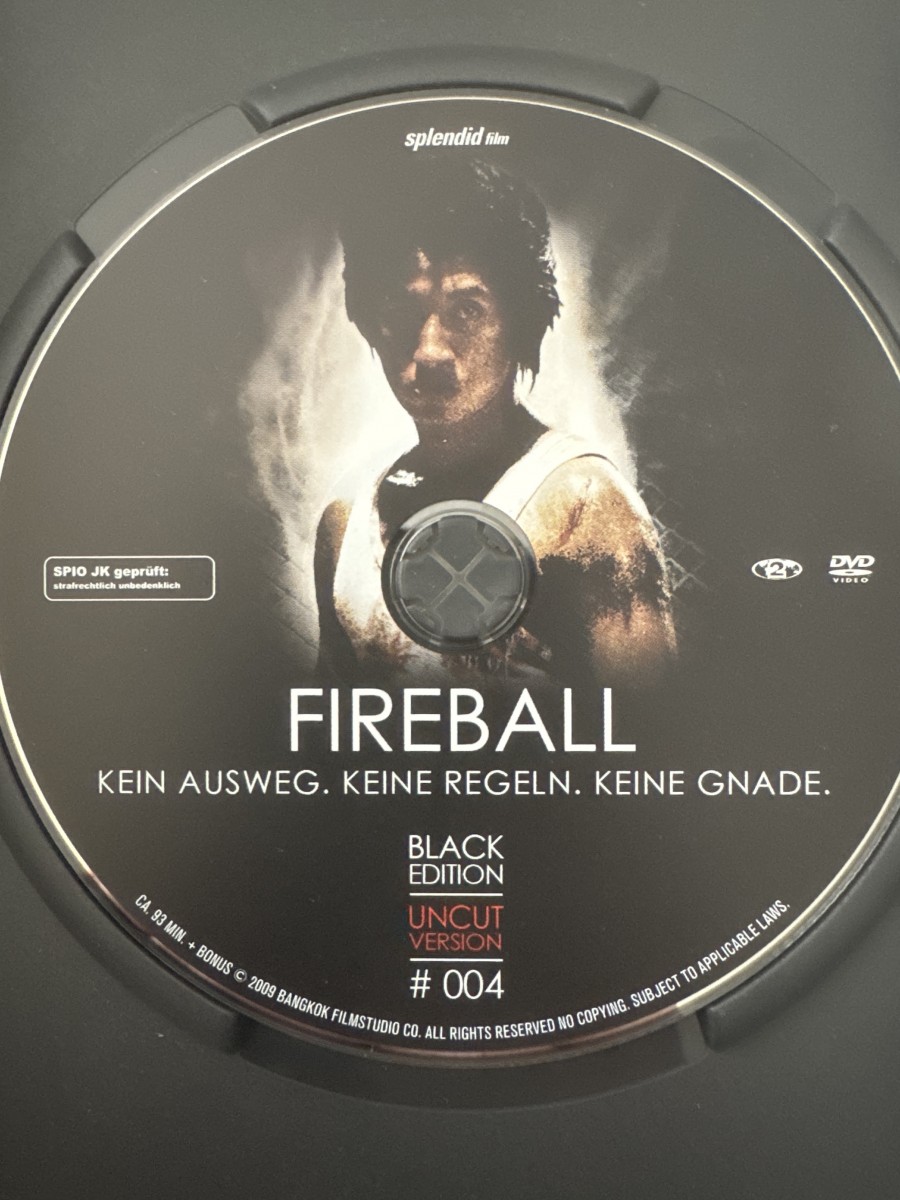 splendid film
SPIO JK geprüft:
strafrechtlich unbedenklich
2
DVD
VIDEO
FIREBALL
KEIN AUSWEG. KEINE REGELN. KEINE GNADE.
BLACK
EDITION
UNCUT
VERSION
# 004
CA. 93 MIN. + BONUS © 2009 BANGKOK FILMSTUDIO CO. ALL RIGHTS RESERVED NO COPYING. SUBJECT TO APPLICABLE LAWS.